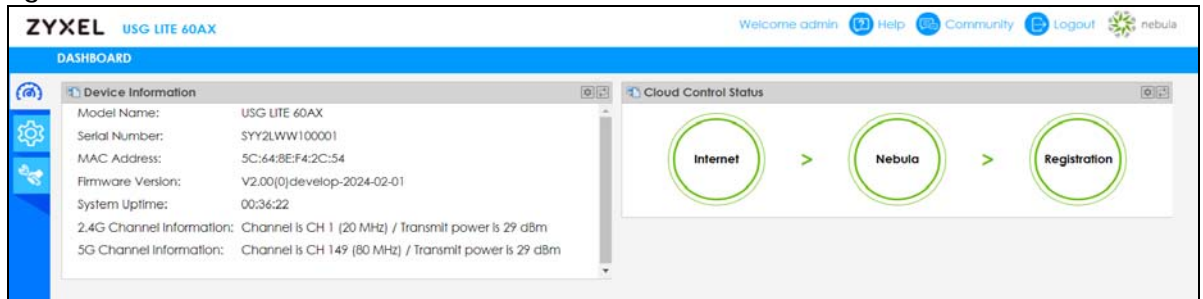 ZYXEL USG LITE 60AX Welcome admin Help Community Logout nebula
DASHBOARD
Device Information
Model Name: USG LITE 60AX
Serial Number: SYY2LWW100001
MAC Address: 5C:64:8E:F4:2C:54
Firmware Version: V2.00(0)develop-2024-02-01
System Uptime: 00:36:22
2.4G Channel Information: Channel is CH 1 (20 MHz) / Transmit power is 29 dBm
5G Channel Information: Channel is CH 149 (80 MHz) / Transmit power is 29 dBm
Cloud Control Status
Internet > Nebula > Registration